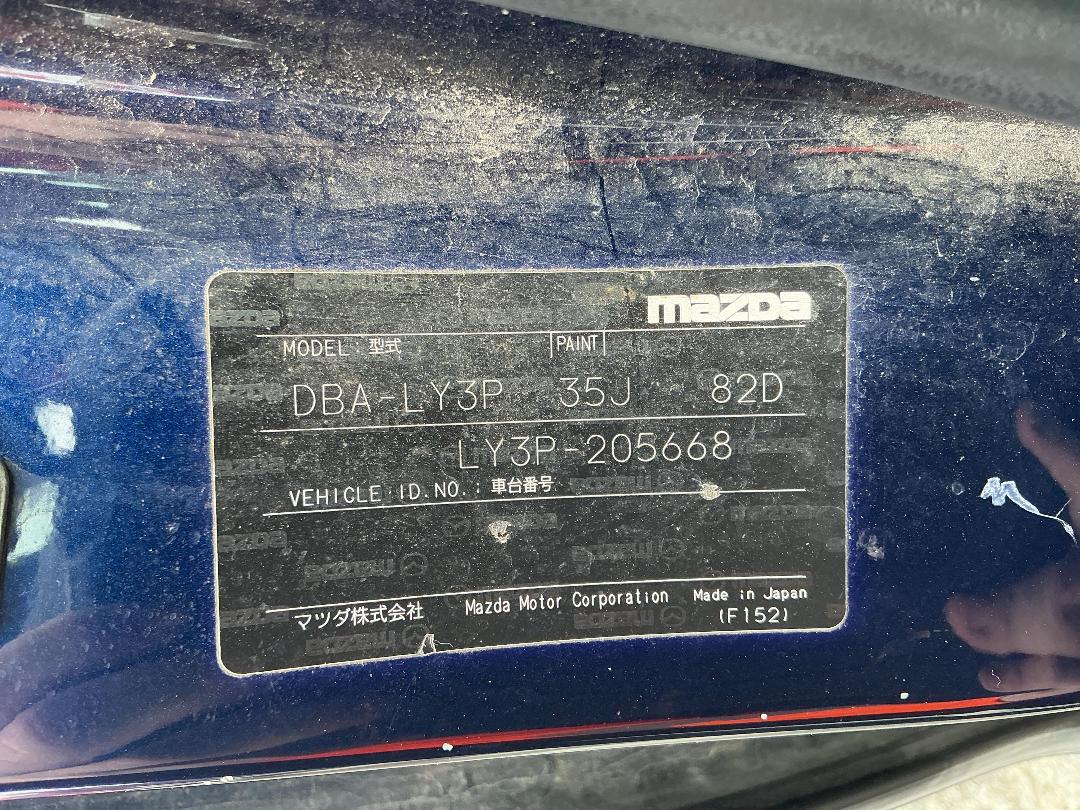 mazda
MODEL : 型式 PAINT
DBA-LY3P 35J 82D
LY3P-205668
VEHICLE ID.NO.: 車台番号
マツダ株式会社 Mazda Motor Corporation Made in Japan
(F152)